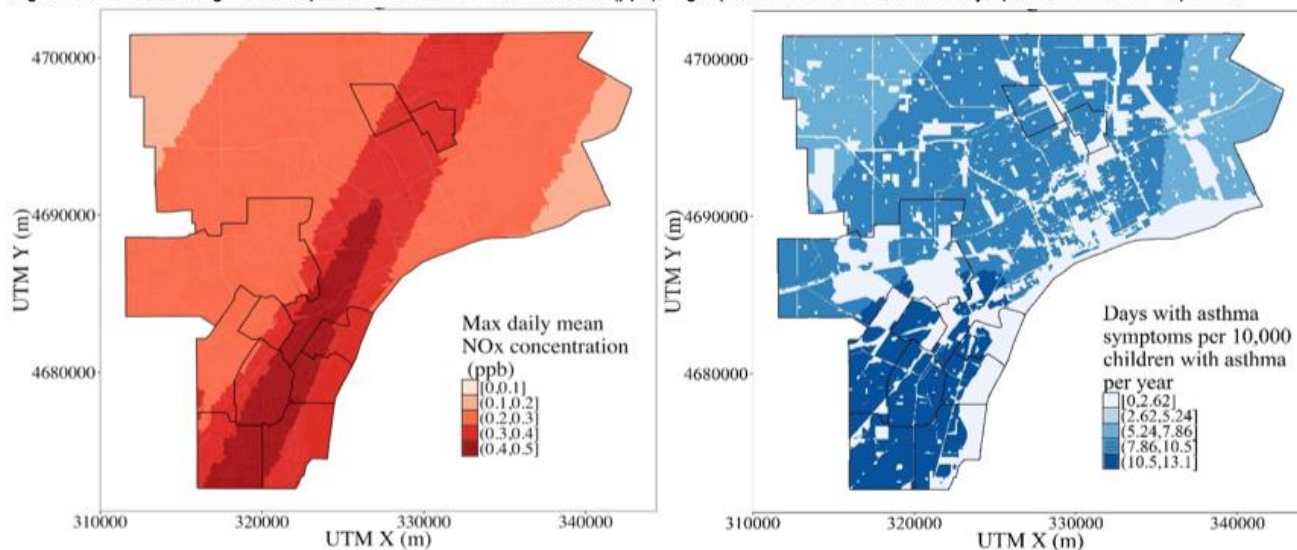 4700000
4690000
4680000
UTM Y (m)
310000
320000
330000
340000
UTM X (m)
Max daily mean
NOx concentration
(ppb)
[0,0.1]
(0.1,0.2]
(0.2,0.3]
(0.3,0.4]
(0.4,0.5]
4700000
4690000
4680000
UTM Y (m)
310000
320000
330000
340000
UTM X (m)
Days with asthma
symptoms per 10,000
children with asthma
per year
[0,2.62]
(2.62,5.24]
(5.24,7.86]
(7.86,10.5]
(10.5,13.1]